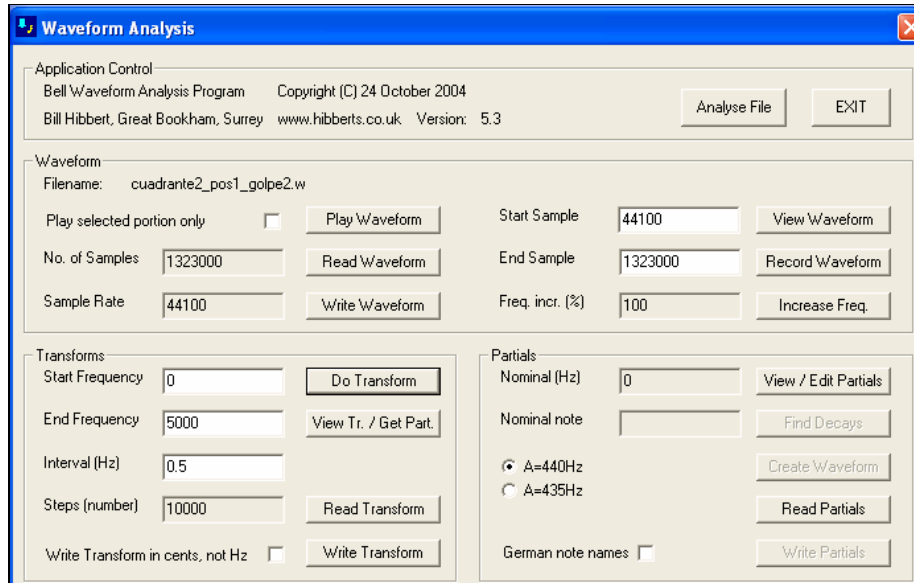 Waveform Analysis
Application Control
Bell Waveform Analysis Program Copyright (C) 24 October 2004
Bill Hibbert, Great Bookham, Surrey www.hibberts.co.uk Version: 5.3
Analyse File EXIT
Waveform
Filename: cuadrante2_pos1_golpe2.w
Play selected portion only Play Waveform Start Sample 44100 View Waveform
No. of Samples 1323000 Read Waveform End Sample 1323000 Record Waveform
Sample Rate 44100 Write Waveform Freq. incr. (%) 100 Increase Freq.
Transforms
Start Frequency 0 Do Transform
End Frequency 5000 View Tr. / Get Part.
Interval (Hz) 0.5
Steps (number) 10000 Read Transform
Write Transform in cents, not Hz Write Transform
Partials
Nominal (Hz) 0 View / Edit Partials
Nominal note Find Decays
A=440Hz Create Waveform
A=435Hz
Read Partials
German note names Write Partials